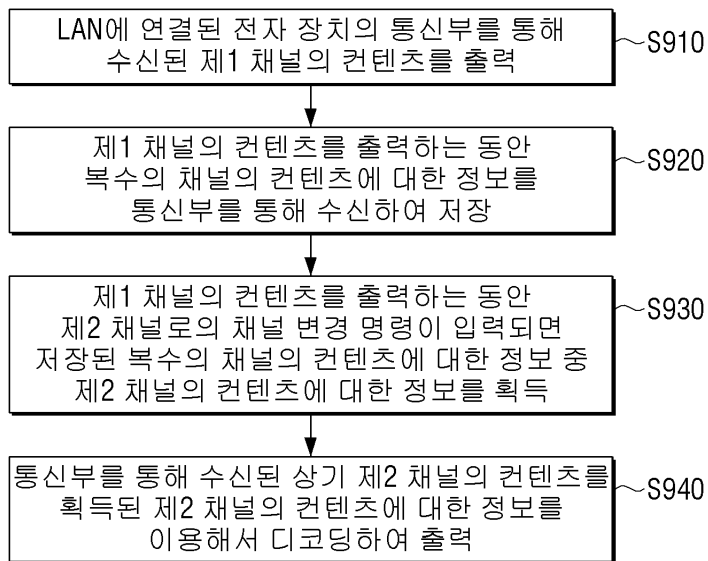 LAN에 연결된 전자 장치의 통신부를 통해
수신된 제1 채널의 컨텐츠를 출력
S910
제1 채널의 컨텐츠를 출력하는 동안
복수의 채널의 컨텐츠에 대한 정보를
통신부를 통해 수신하여 저장
S920
제1 채널의 컨텐츠를 출력하는 동안
제2 채널로의 채널 변경 명령이 입력되면
저장된 복수의 채널의 컨텐츠에 대한 정보 중
제2 채널의 컨텐츠에 대한 정보를 획득
S930
통신부를 통해 수신된 상기 제2 채널의 컨텐츠를
획득된 제2 채널의 컨텐츠에 대한 정보를
이용해서 디코딩하여 출력
S940